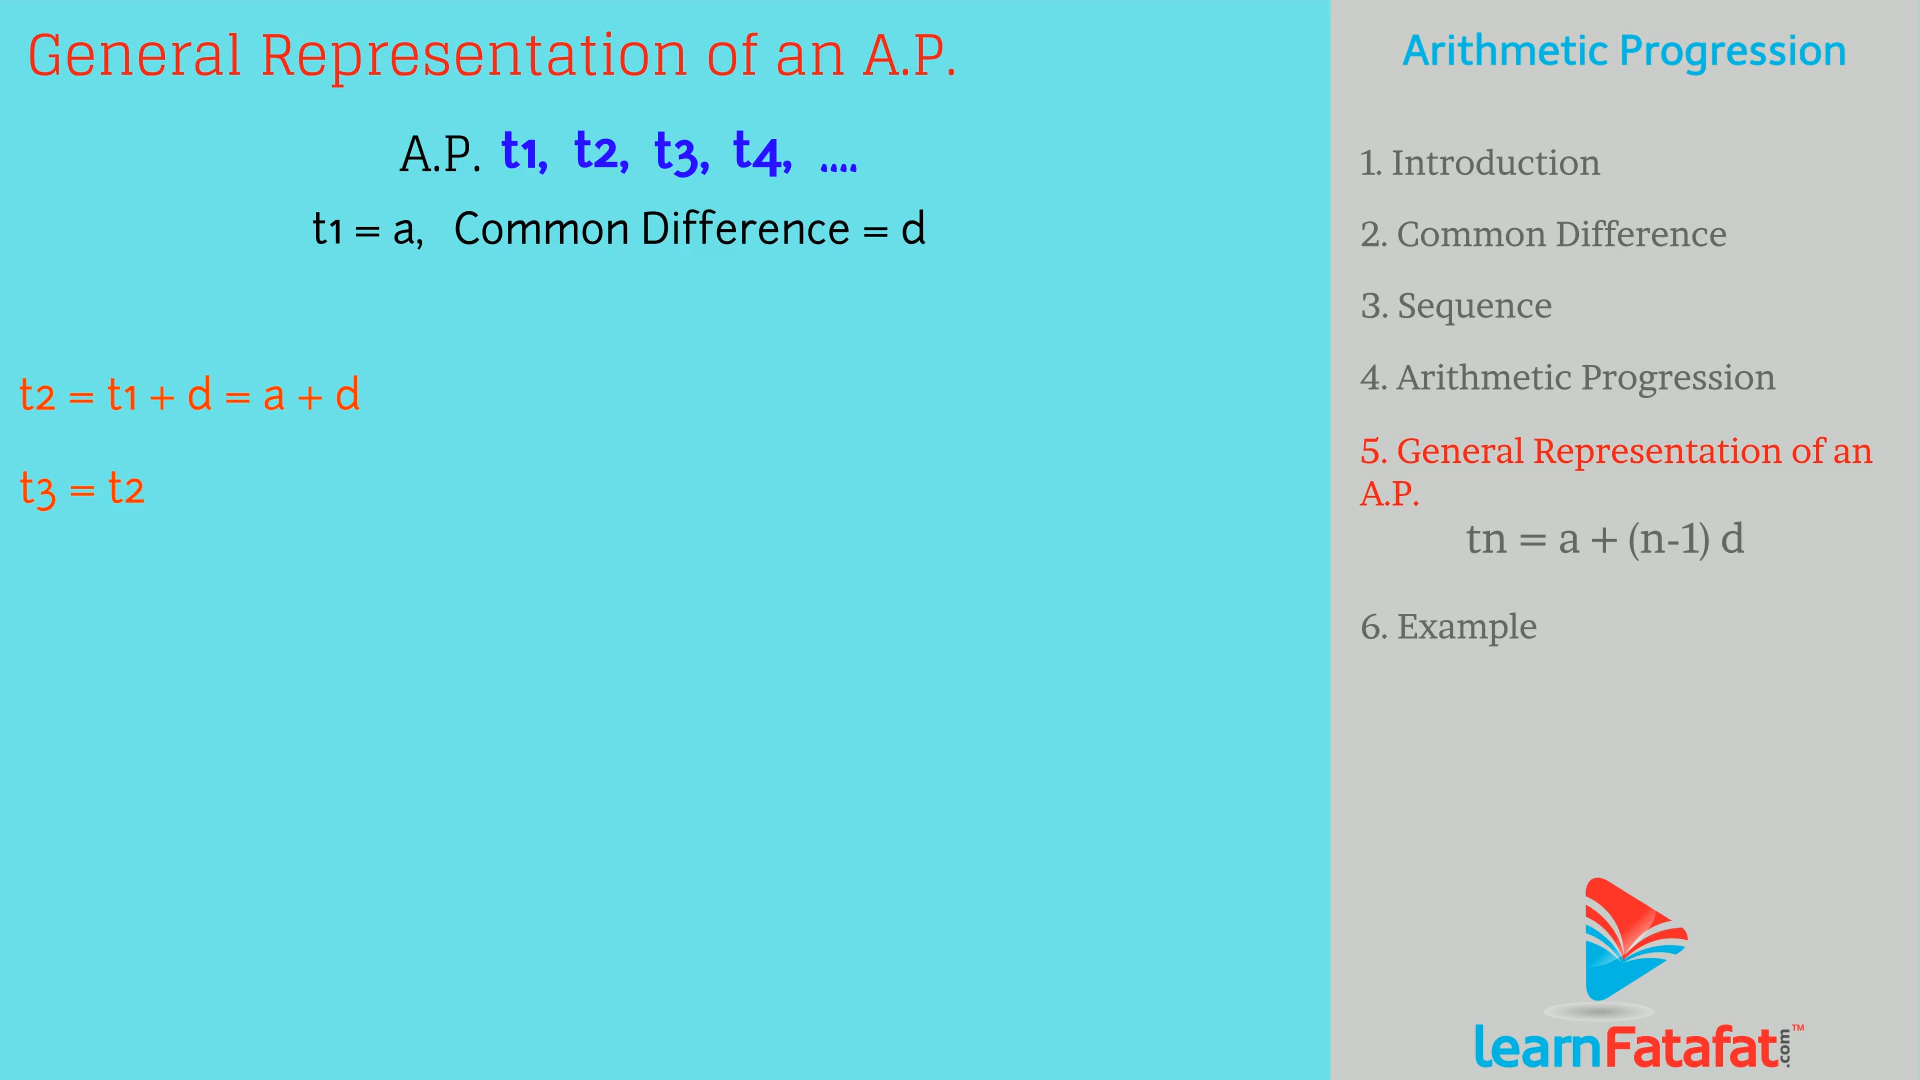 General Representation of an A.P.
A.P. t1, t2, t3, t4, ....
t1 = a, Common Difference = d
t2 = t1 + d = a + d
t3 = t2
Arithmetic Progression
1. Introduction
2. Common Difference
3. Sequence
4. Arithmetic Progression
5. General Representation of an
A.P.
tn = a + (n-1) d
6. Example
learnFatafat.com™